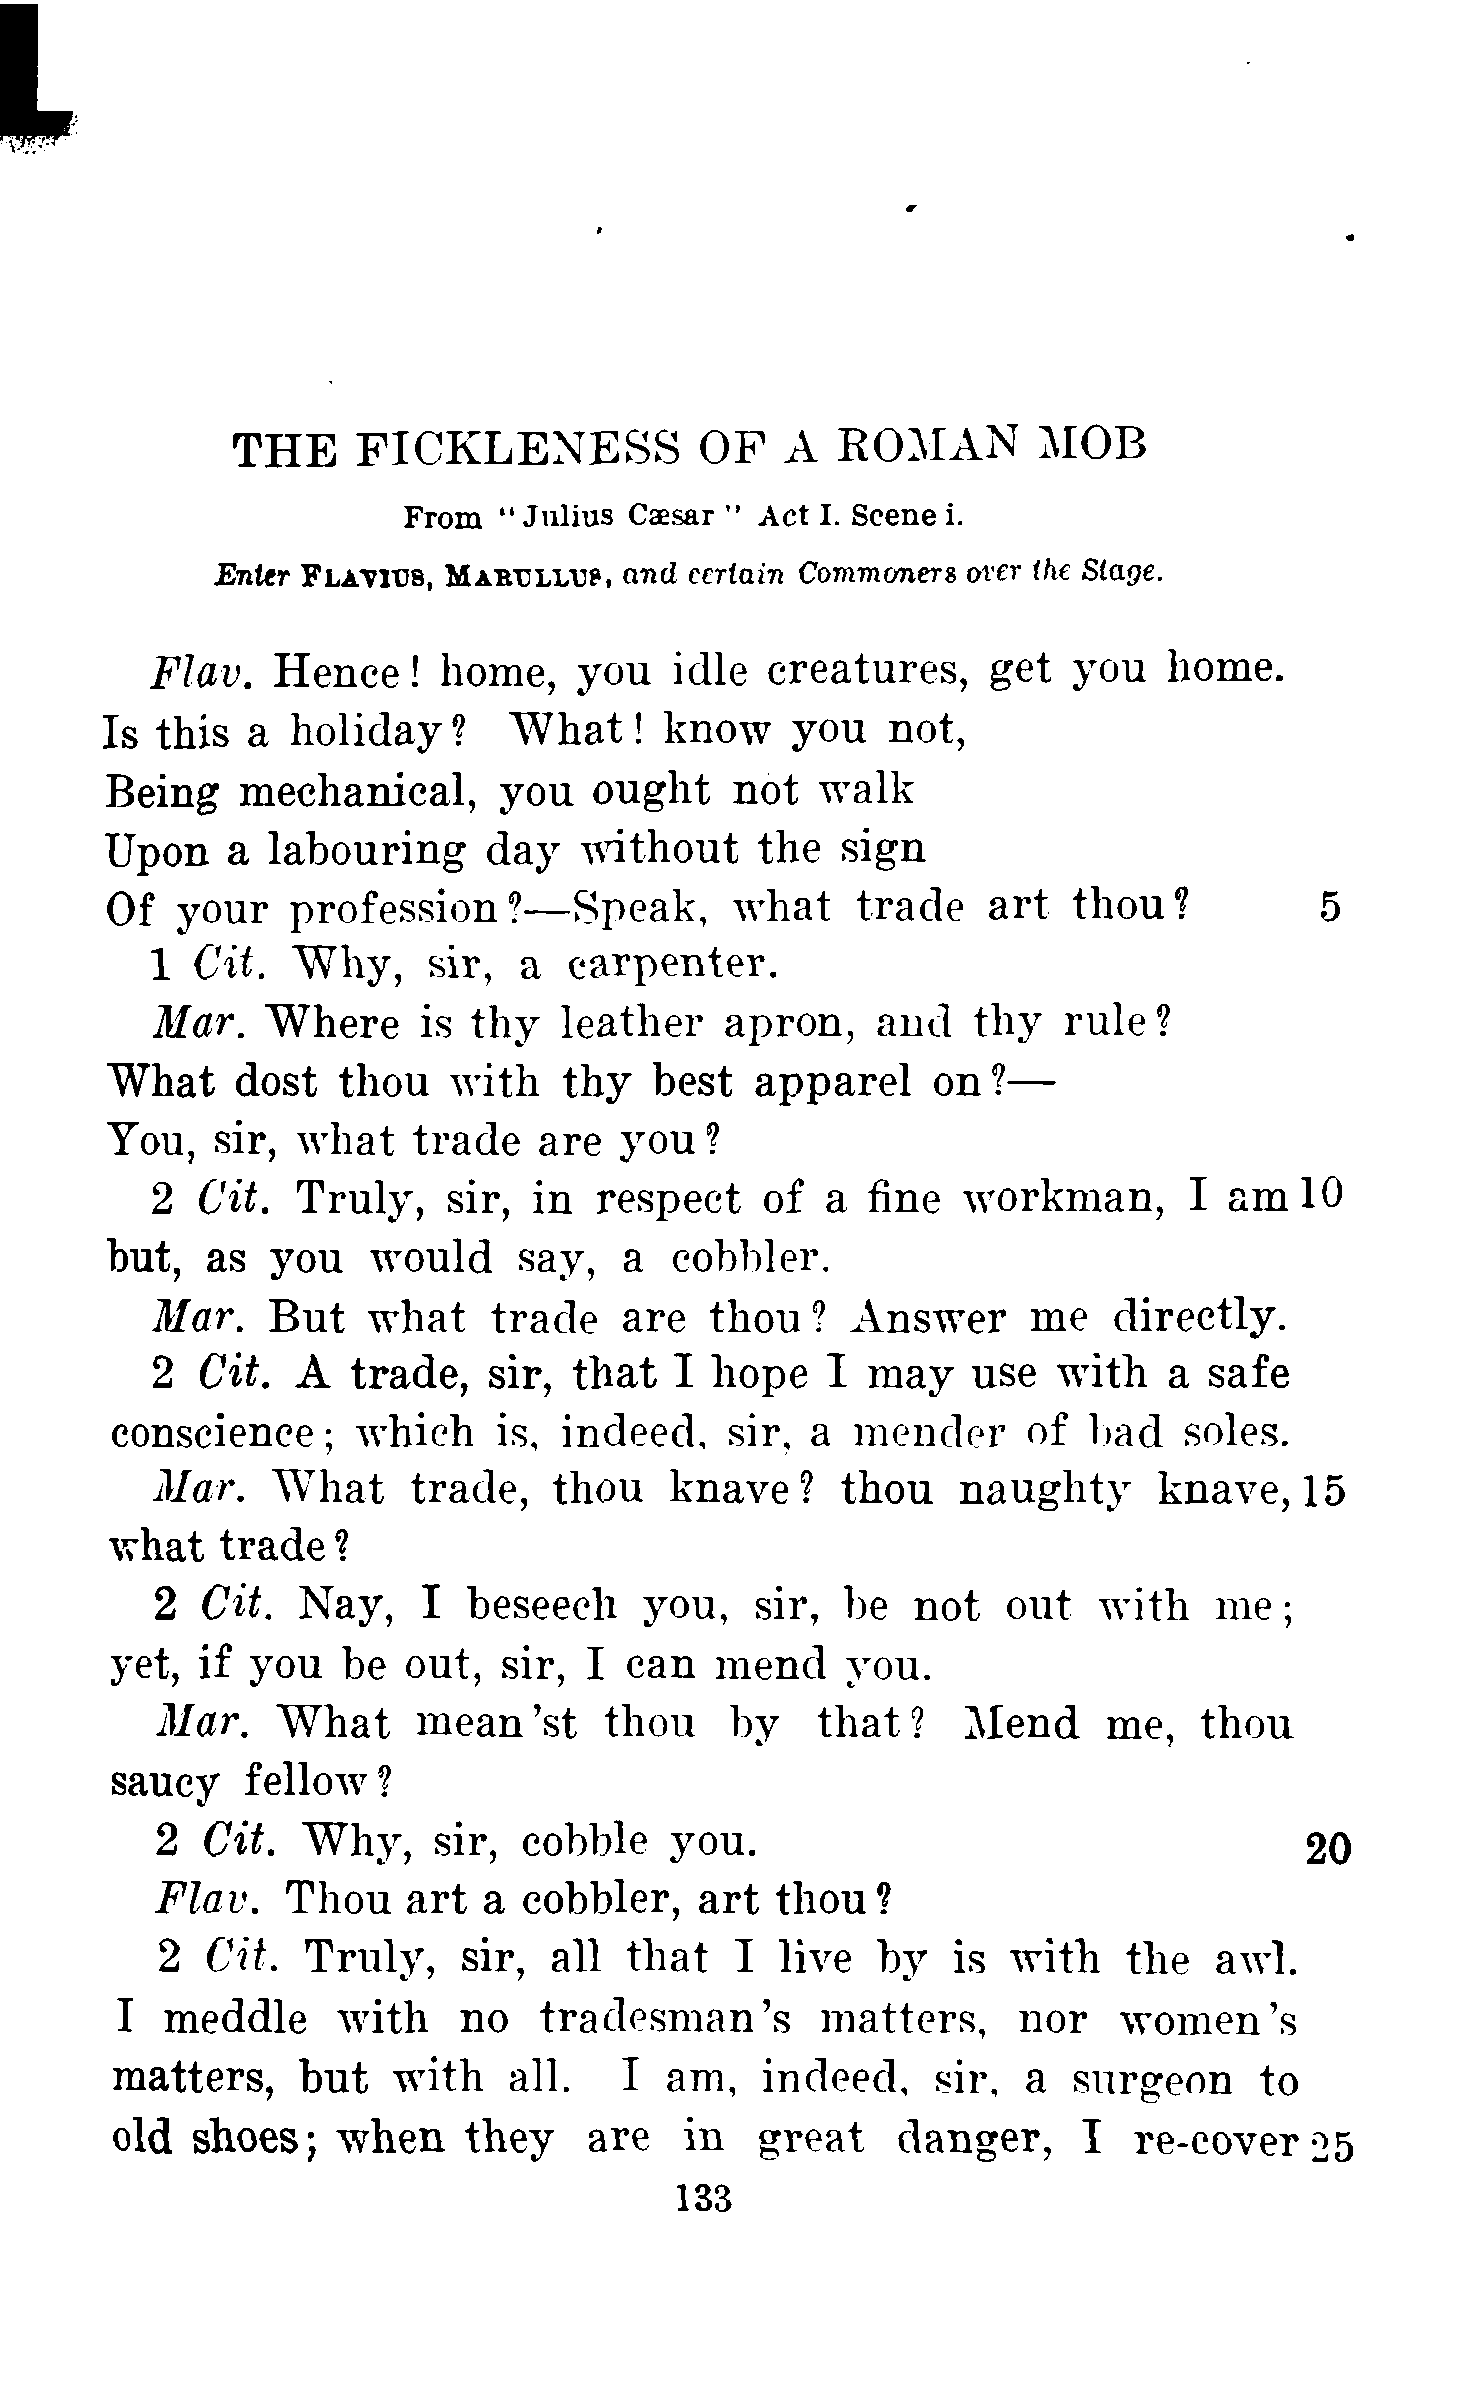 THE FICKLENESS OF A ROMAN MOB
From "Julius Cæsar" Act I. Scene i.
Enter FLAVIUS, MARULLUS, and certain Commoners over the Stage.
Flav. Hence! home, you idle creatures, get you home.
Is this a holiday? What! know you not,
Being mechanical, you ought not walk
Upon a labouring day without the sign
Of your profession?—Speak, what trade art thou? 5
1 Cit. Why, sir, a carpenter.
Mar. Where is thy leather apron, and thy rule?
What dost thou with thy best apparel on?—
You, sir, what trade are you?
2 Cit. Truly, sir, in respect of a fine workman, I am 10
but, as you would say, a cobbler.
Mar. But what trade are thou? Answer me directly.
2 Cit. A trade, sir, that I hope I may use with a safe
conscience; which is, indeed, sir, a mender of bad soles.
Mar. What trade, thou knave? thou naughty knave, 15
what trade?
2 Cit. Nay, I beseech you, sir, be not out with me;
yet, if you be out, sir, I can mend you.
Mar. What mean'st thou by that? Mend me, thou
saucy fellow?
2 Cit. Why, sir, cobble you. 20
Flav. Thou art a cobbler, art thou?
2 Cit. Truly, sir, all that I live by is with the awl.
I meddle with no tradesman's matters, nor women's
matters, but with all. I am, indeed, sir, a surgeon to
old shoes; when they are in great danger, I re-cover 25
133